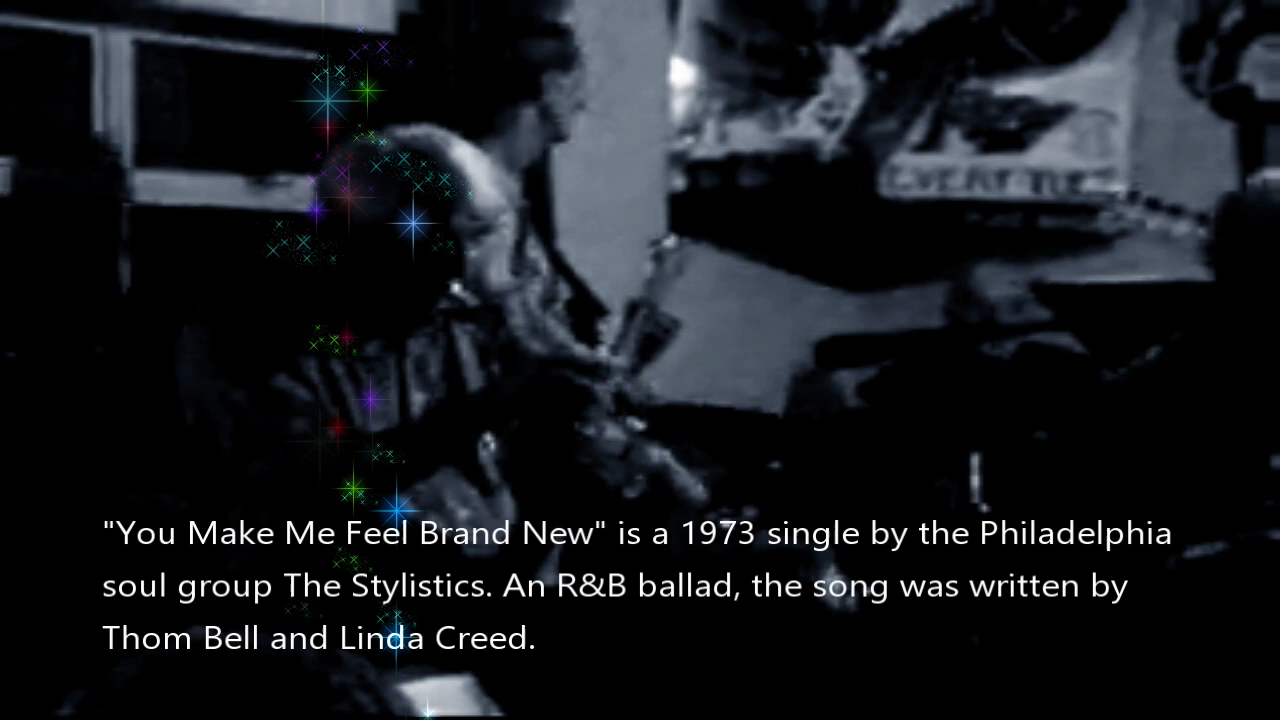 "You Make Me Feel Brand New" is a 1973 single by the Philadelphia
soul group The Stylistics. An R&B ballad, the song was written by
Thom Bell and Linda Creed.